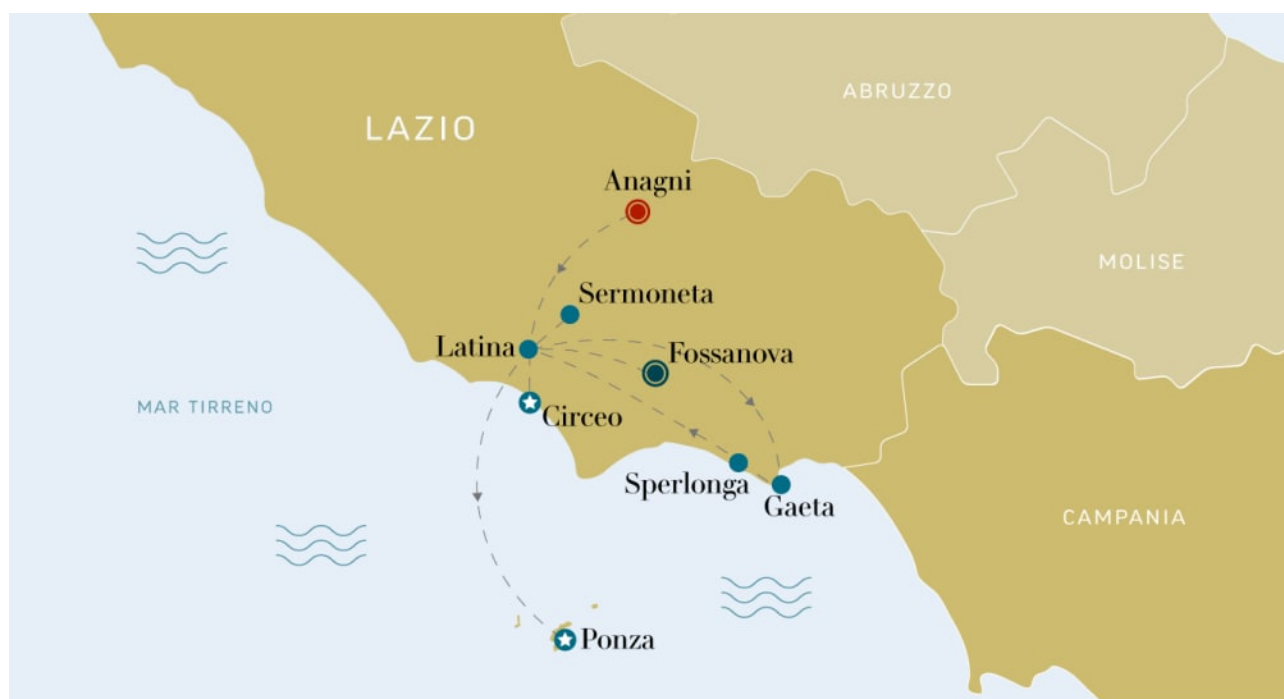 ABRUZZO
LAZIO
Anagni
MOLISE
Sermoneta
Latina
Fossanova
MAR TIRRENO
Circeo
Sperlonga
Gaeta
CAMPANIA
Ponza